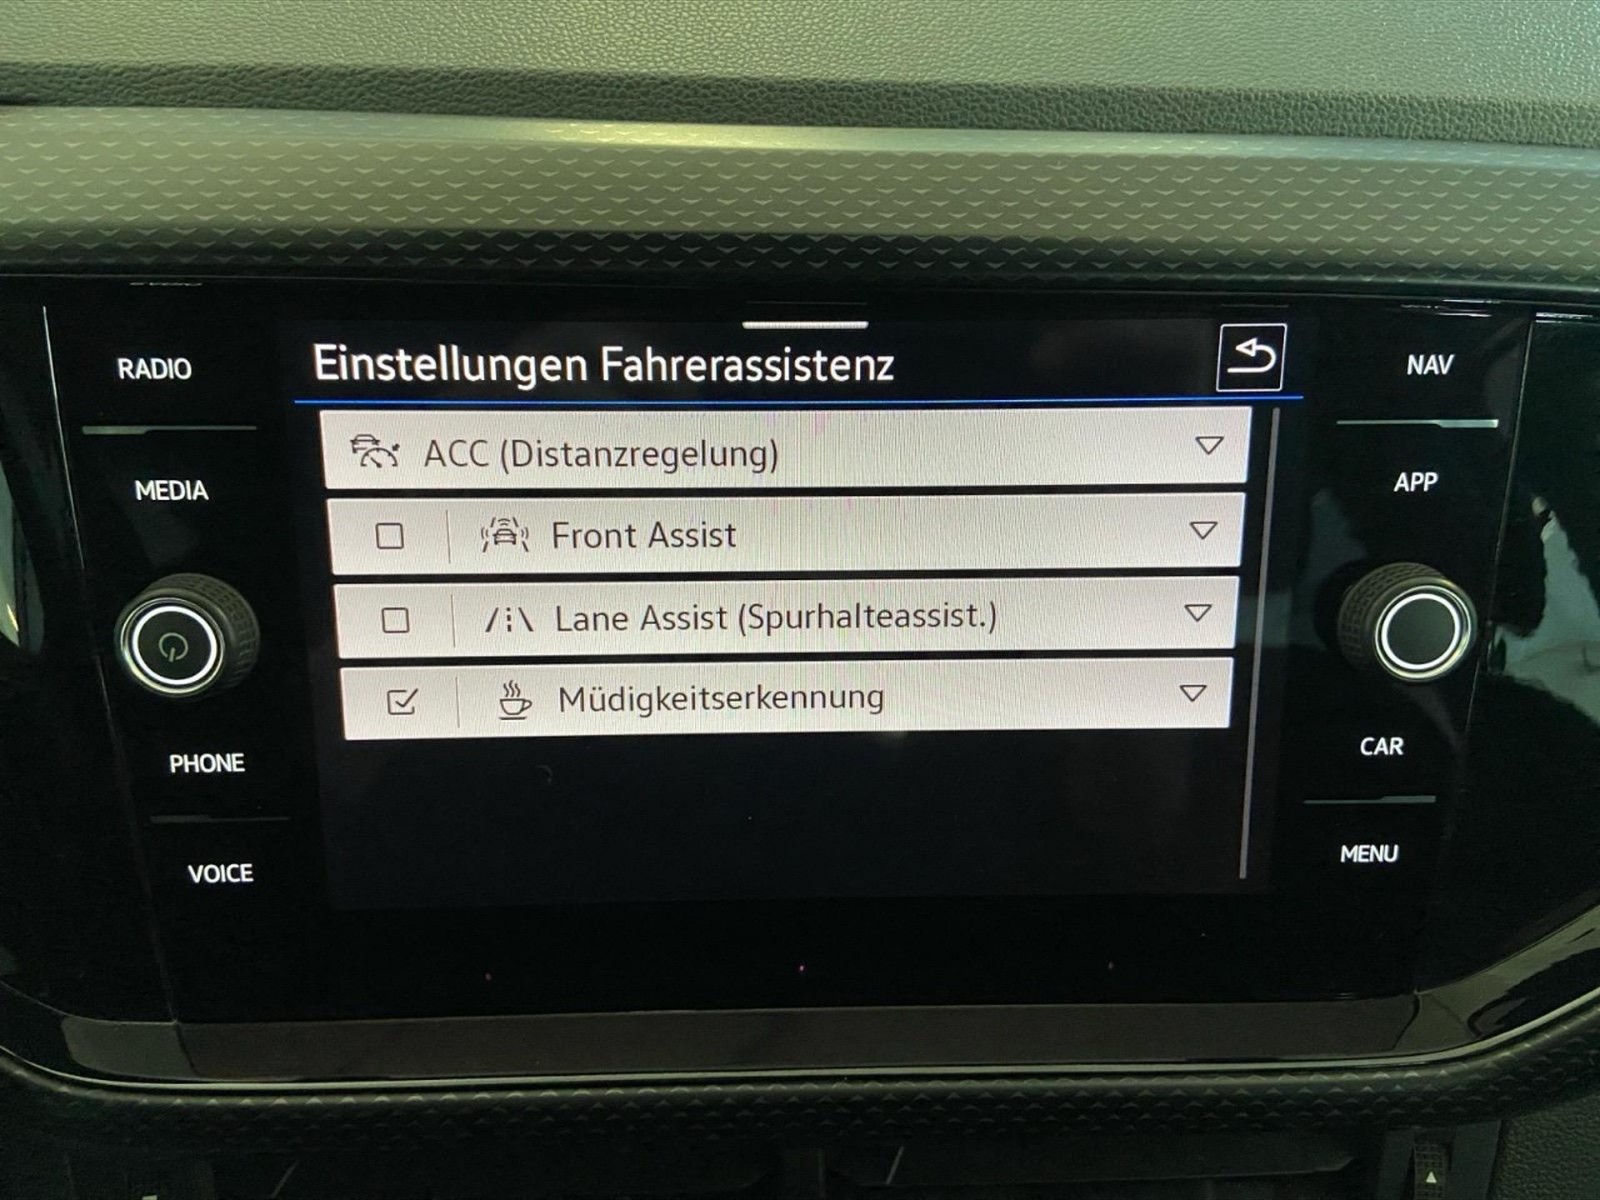 RADIO
MEDIA
PHONE
VOICE
Einstellungen Fahrerassistenz
ACC (Distanzregelung)
Front Assist
Lane Assist (Spurhalteassist.)
Müdigkeitserkennung
NAV
APP
CAR
MENU